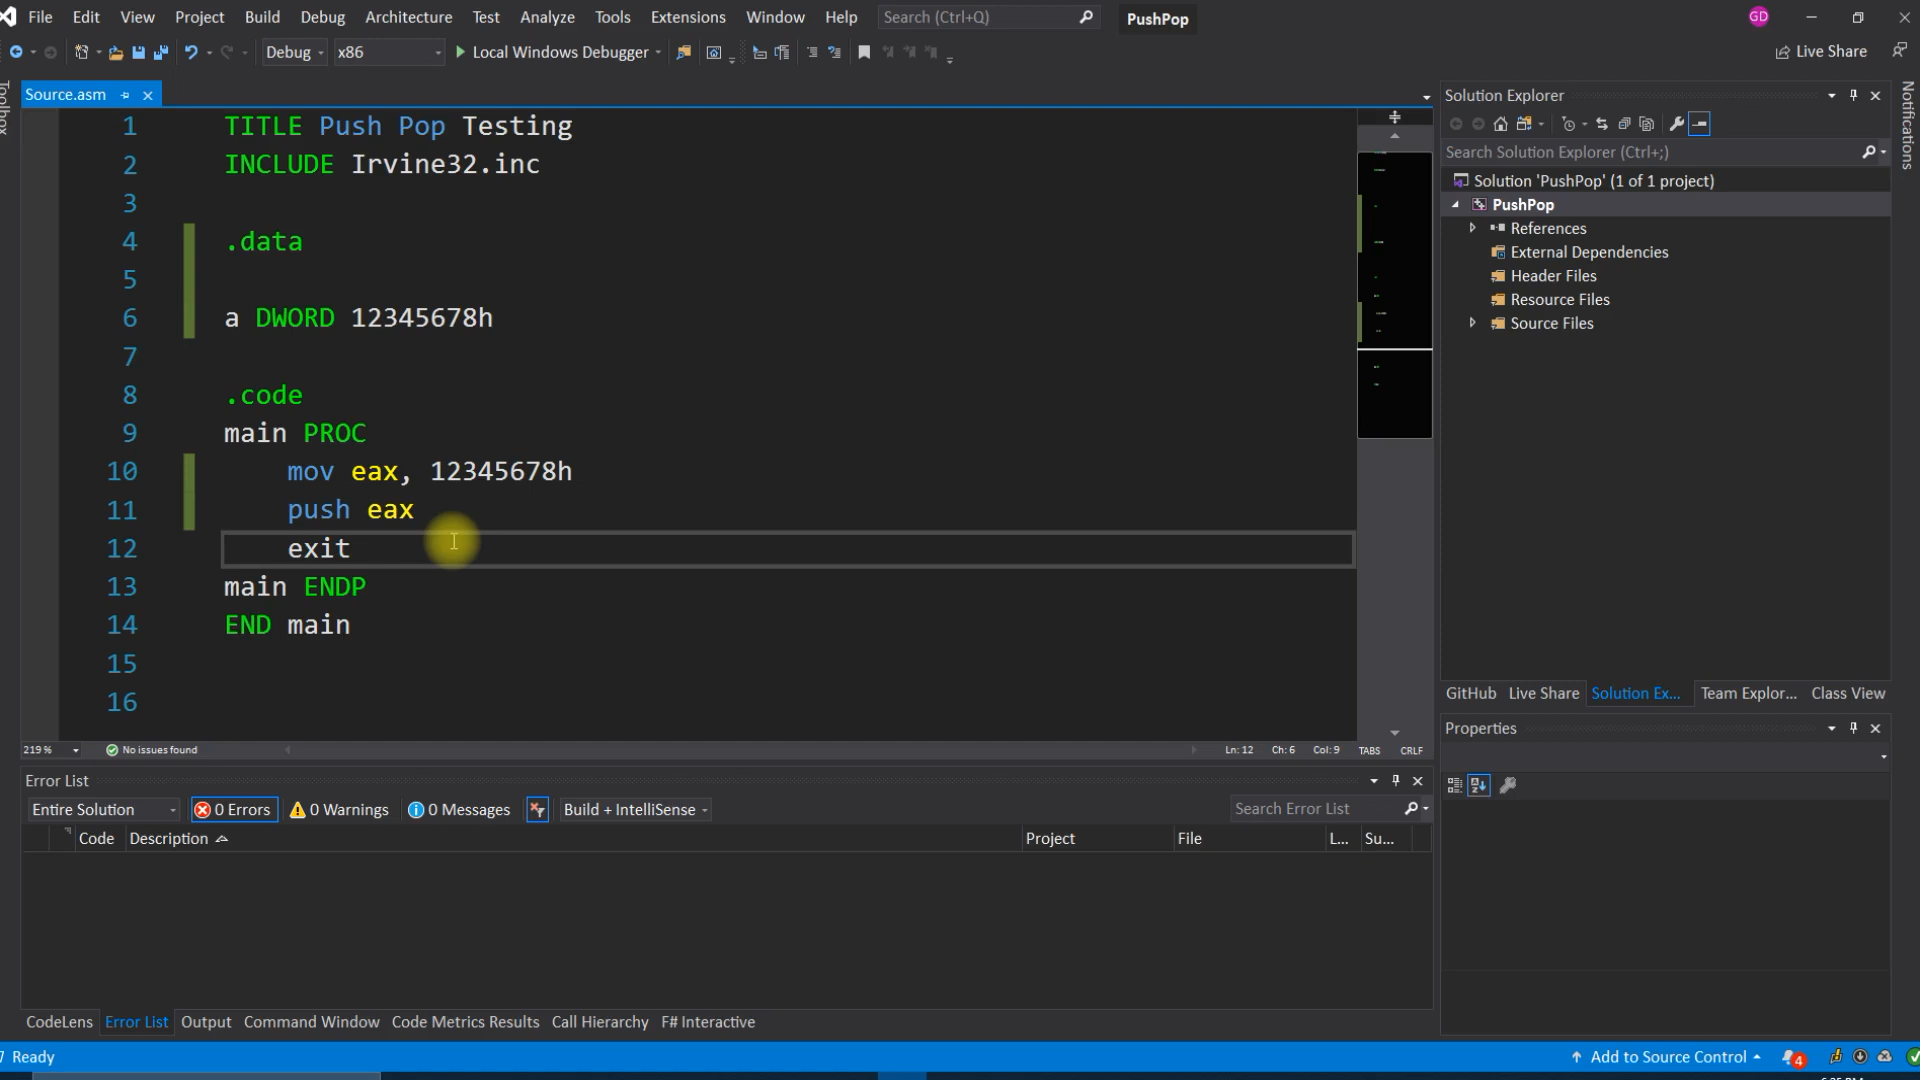 File Edit View Project Build Debug Architecture Test Analyze Tools Extensions Window Help Search (Ctrl+Q) PushPop GD
Debug x86 Local Windows Debugger Live Share
Toolbox
Source.asm
1 TITLE Push Pop Testing
2 INCLUDE Irvine32.inc
3
4 .data
5
6 a DWORD 12345678h
7
8 .code
9 main PROC
10 mov eax, 12345678h
11 push eax
12 exit
13 main ENDP
14 END main
15
16
219 % No issues found Ln: 12 Ch: 6 Col: 9 TABS CRLF
Error List
Entire Solution 0 Errors 0 Warnings 0 Messages Build + IntelliSense Search Error List
Code Description Project File L... Su...
CodeLens Error List Output Command Window Code Metrics Results Call Hierarchy F# Interactive
Solution Explorer
Search Solution Explorer (Ctrl+;)
Solution 'PushPop' (1 of 1 project)
PushPop
References
External Dependencies
Header Files
Resource Files
Source Files
GitHub Live Share Solution Ex... Team Explor... Class View
Properties
Notifications
Ready Add to Source Control 4